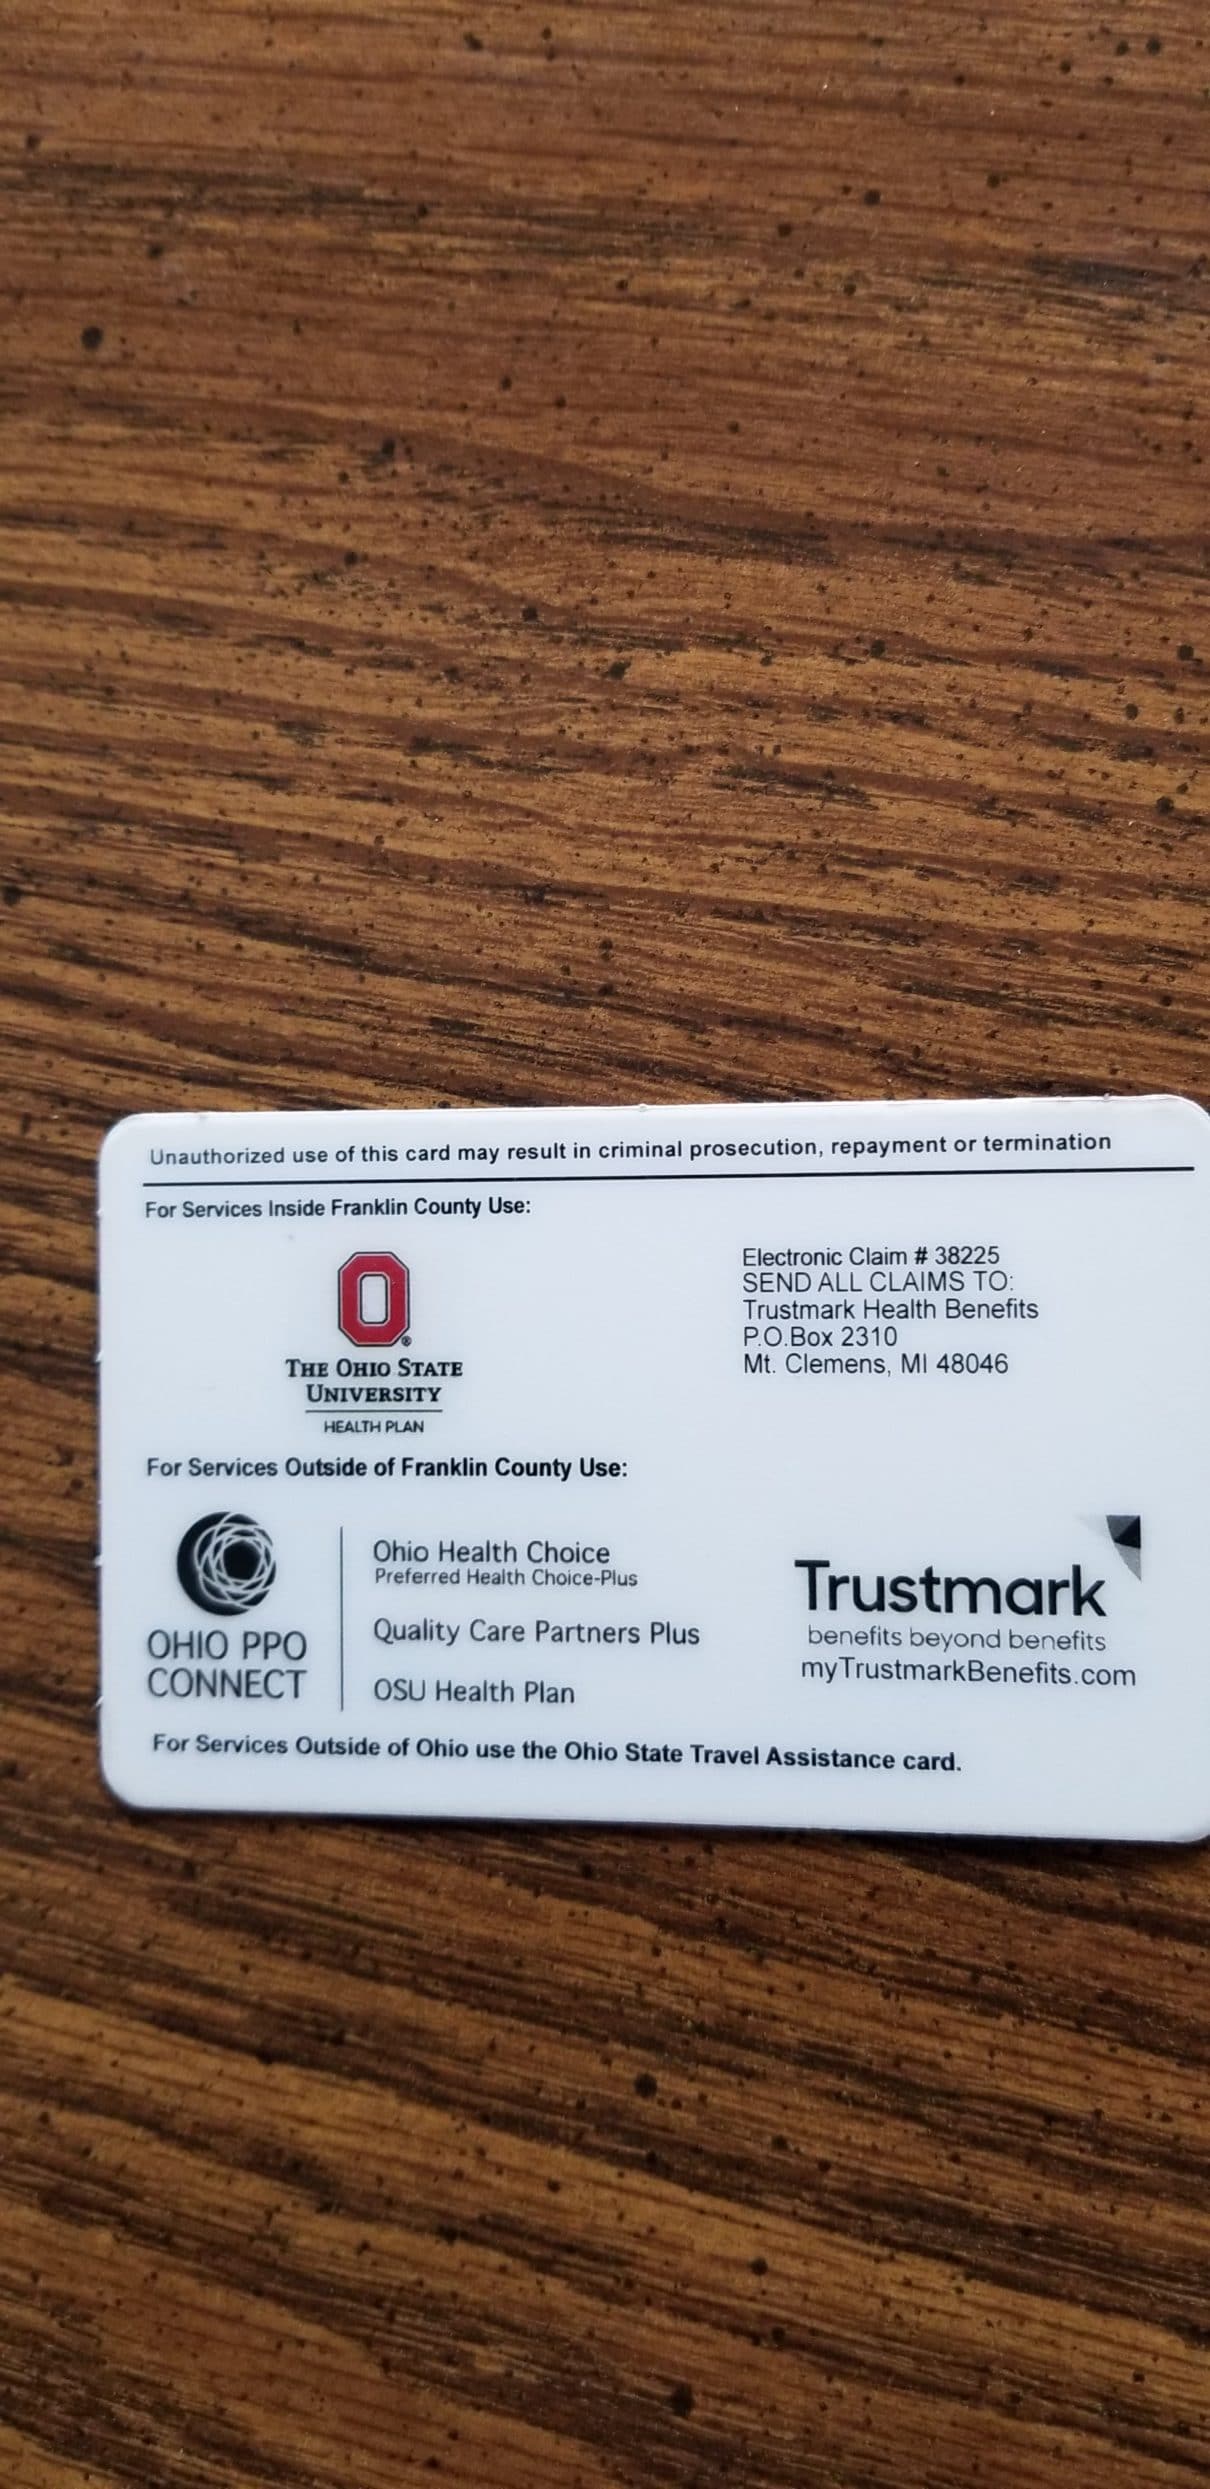 Unauthorized use of this card may result in criminal prosecution, repayment or termination
For Services Inside Franklin County Use:
O®
THE OHIO STATE
UNIVERSITY
HEALTH PLAN
Electronic Claim # 38225
SEND ALL CLAIMS TO:
Trustmark Health Benefits
P.O.Box 2310
Mt. Clemens, MI 48046
For Services Outside of Franklin County Use:
OHIO PPO
CONNECT
Ohio Health Choice
Preferred Health Choice-Plus
Quality Care Partners Plus
OSU Health Plan
Trustmark
benefits beyond benefits
myTrustmarkBenefits.com
For Services Outside of Ohio use the Ohio State Travel Assistance card.